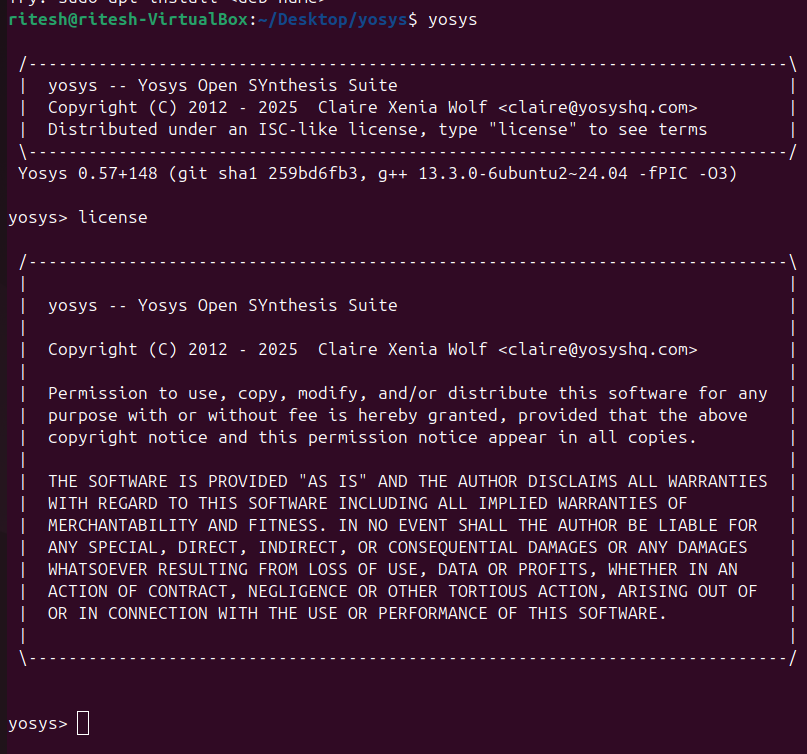 Try: sudo apt install <deb name>
ritesh@ritesh-VirtualBox:~/Desktop/yosys$ yosys
/----------------------------------------------------------------------------\
| yosys -- Yosys Open SYnthesis Suite |
| Copyright (C) 2012 - 2025 Claire Xenia Wolf <claire@yosyshq.com> |
| Distributed under an ISC-like license, type "license" to see terms |
\----------------------------------------------------------------------------/
Yosys 0.57+148 (git sha1 259bd6fb3, g++ 13.3.0-6ubuntu2~24.04 -fPIC -O3)
yosys> license
/----------------------------------------------------------------------------\
| |
| yosys -- Yosys Open SYnthesis Suite |
| |
| Copyright (C) 2012 - 2025 Claire Xenia Wolf <claire@yosyshq.com> |
| |
| Permission to use, copy, modify, and/or distribute this software for any |
| purpose with or without fee is hereby granted, provided that the above |
| copyright notice and this permission notice appear in all copies. |
| |
| THE SOFTWARE IS PROVIDED "AS IS" AND THE AUTHOR DISCLAIMS ALL WARRANTIES |
| WITH REGARD TO THIS SOFTWARE INCLUDING ALL IMPLIED WARRANTIES OF |
| MERCHANTABILITY AND FITNESS. IN NO EVENT SHALL THE AUTHOR BE LIABLE FOR |
| ANY SPECIAL, DIRECT, INDIRECT, OR CONSEQUENTIAL DAMAGES OR ANY DAMAGES |
| WHATSOEVER RESULTING FROM LOSS OF USE, DATA OR PROFITS, WHETHER IN AN |
| ACTION OF CONTRACT, NEGLIGENCE OR OTHER TORTIOUS ACTION, ARISING OUT OF |
| OR IN CONNECTION WITH THE USE OR PERFORMANCE OF THIS SOFTWARE. |
| |
\----------------------------------------------------------------------------/
yosys>